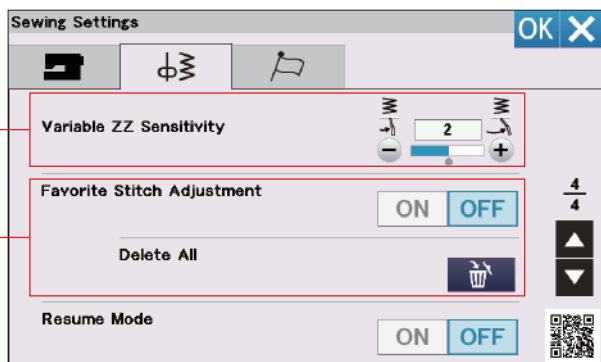 Sewing Settings
OK
Variable ZZ Sensitivity
2
Favorite Stitch Adjustment
ON OFF
4
4
Delete All
Resume Mode
ON OFF